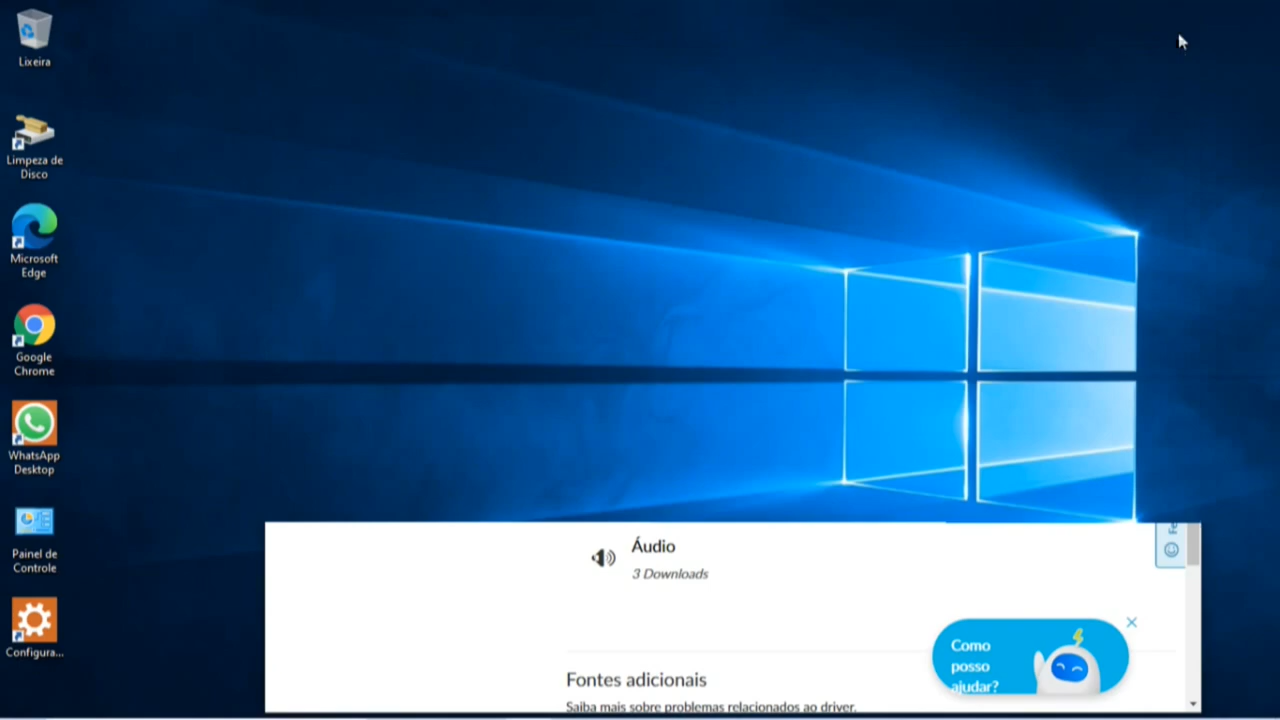 Lixeira
Limpeza de
Disco
Microsoft
Edge
Google
Chrome
WhatsApp
Desktop
Painel de
Controle
Configura...
Áudio
3 Downloads
Fe
Como
posso
ajudar?
Fontes adicionais
Saiba mais sobre problemas relacionados ao driver.